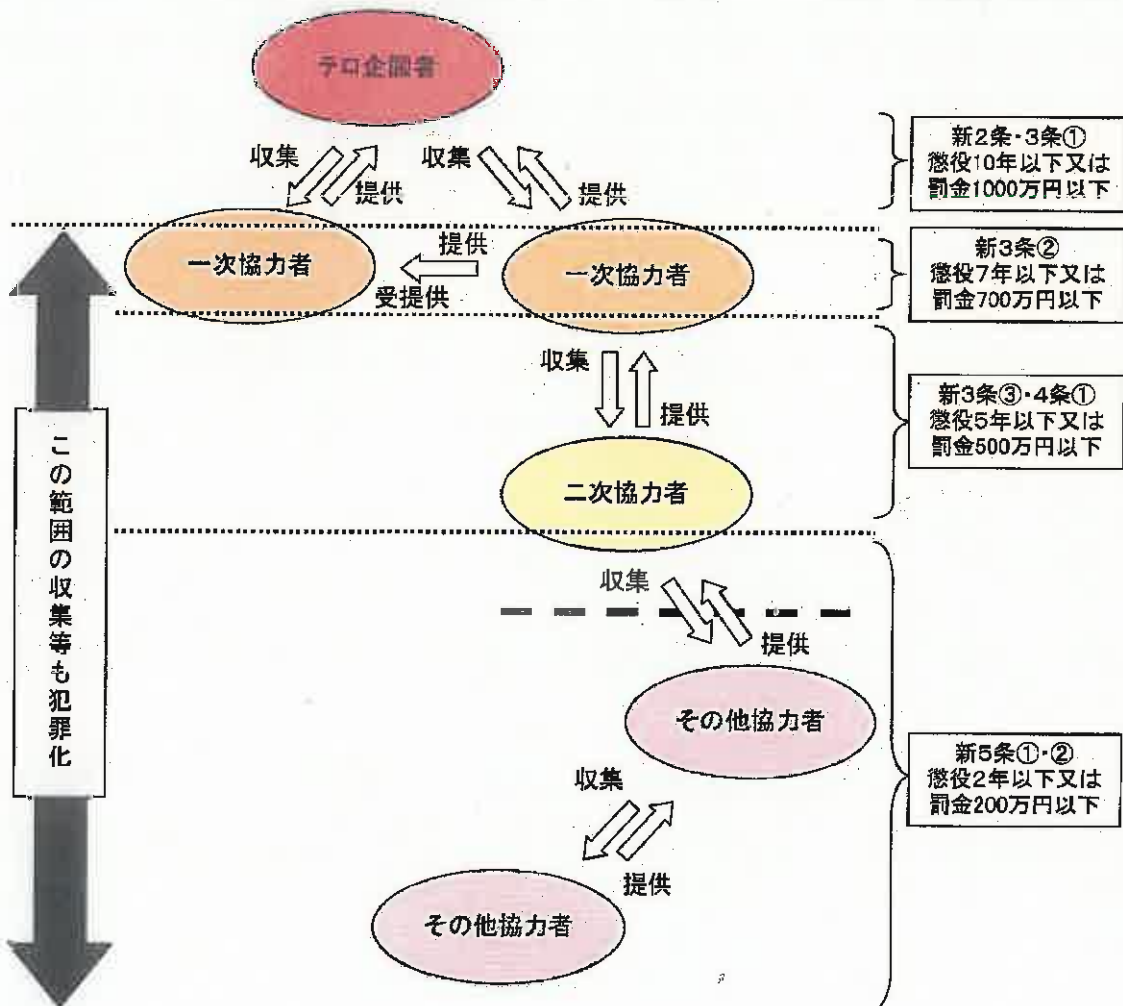 テロ企図者
収集
提供
収集
提供
新2条・3条①
懲役10年以下又は
罰金1000万円以下
一次協力者
提供
受提供
一次協力者
新3条②
懲役7年以下又は
罰金700万円以下
収集
提供
新3条③・4条①
懲役5年以下又は
罰金500万円以下
二次協力者
この範囲の収集等も犯罪化
収集
提供
その他協力者
新5条①・②
懲役2年以下又は
罰金200万円以下
収集
提供
その他協力者